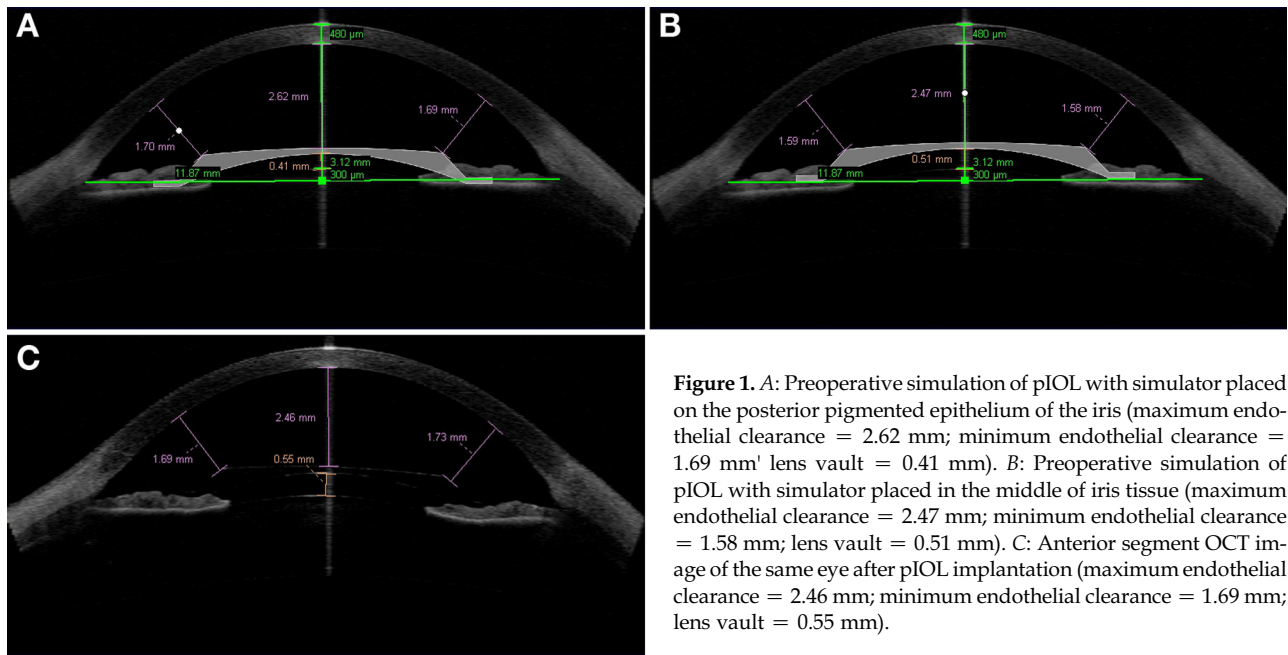 A
480 µm
2.62 mm
1.69 mm
1.70 mm
0.41 mm
3.12 mm
11.87 mm
300 µm
B
480 µm
2.47 mm
1.58 mm
1.59 mm
0.51 mm
3.12 mm
11.87 mm
300 µm
C
2.46 mm
1.73 mm
1.69 mm
0.55 mm
Figure 1. A: Preoperative simulation of pIOL with simulator placed
on the posterior pigmented epithelium of the iris (maximum endo-
thelial clearance = 2.62 mm; minimum endothelial clearance =
1.69 mm' lens vault = 0.41 mm). B: Preoperative simulation of
pIOL with simulator placed in the middle of iris tissue (maximum
endothelial clearance = 2.47 mm; minimum endothelial clearance
= 1.58 mm; lens vault = 0.51 mm). C: Anterior segment OCT im-
age of the same eye after pIOL implantation (maximum endothelial
clearance = 2.46 mm; minimum endothelial clearance = 1.69 mm;
lens vault = 0.55 mm).